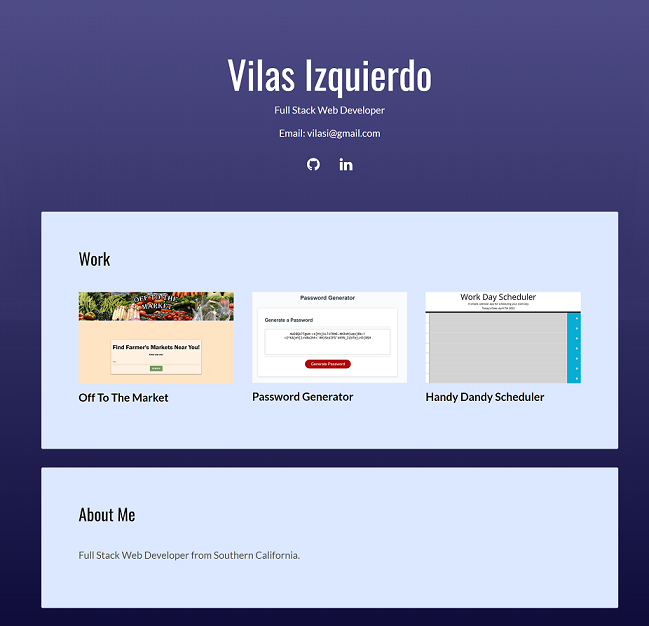 Vilas Izquierdo
Full Stack Web Developer
Email: vilasi@gmail.com
in
Work
OFF TO THE
MARKET
Find Farmer's Markets Near You!
Off To The Market
Password Generator
Generate a Password
Generate Password
Password Generator
Work Day Scheduler
Handy Dandy Scheduler
About Me
Full Stack Web Developer from Southern California.